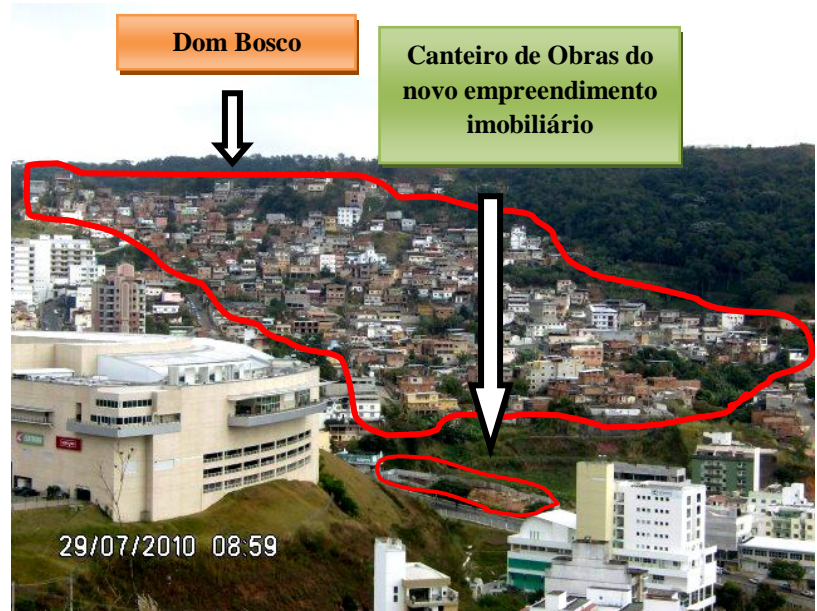 Dom Bosco
Canteiro de Obras do
novo empreendimento
imobiliário
29/07/2010 08:59